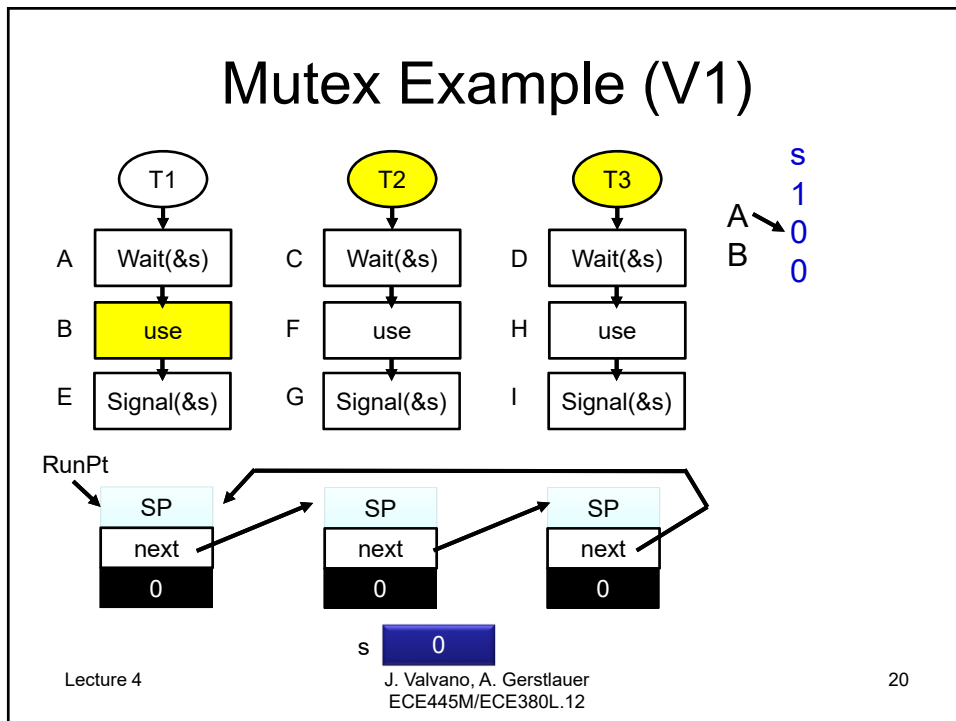 Mutex Example (V1)
T1
T2
T3
s
1
A
0
B
0
A
Wait(&s)
C
Wait(&s)
D
Wait(&s)
B
use
F
use
H
use
E
Signal(&s)
G
Signal(&s)
I
Signal(&s)
RunPt
SP
SP
SP
next
next
next
0
0
0
s
0
Lecture 4
J. Valvano, A. Gerstlauer
ECE445M/ECE380L.12
20